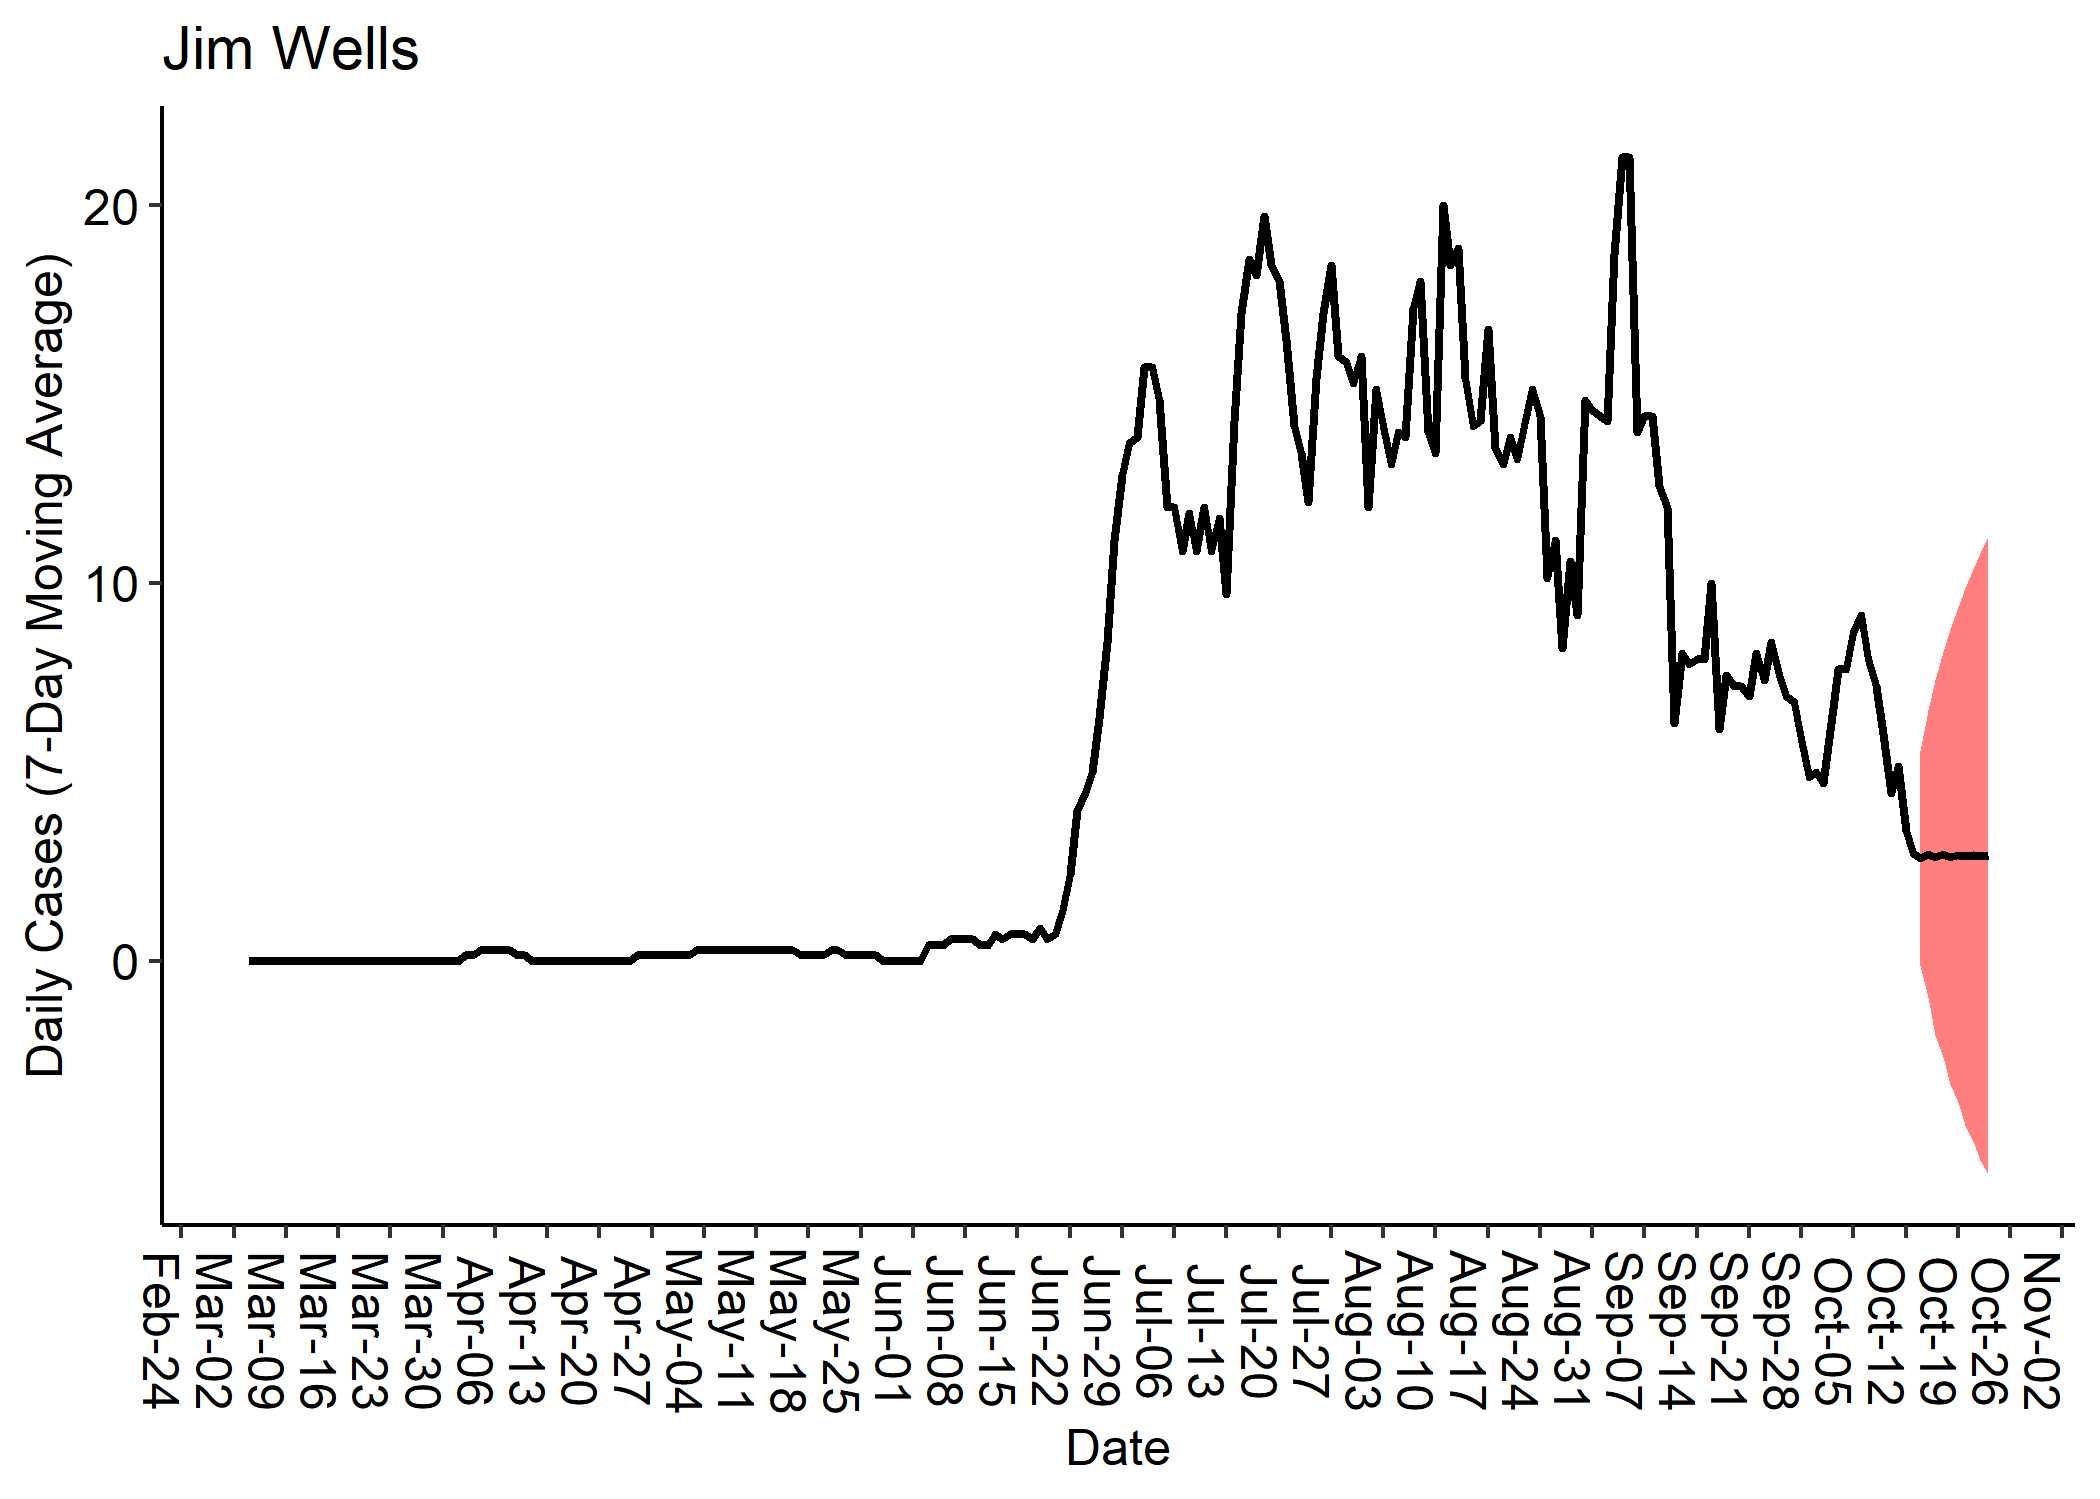 Jim Wells
Daily Cases (7-Day Moving Average)
20
10
0
Feb-24
Mar-02
Mar-09
Mar-16
Mar-23
Mar-30
Apr-06
Apr-13
Apr-20
Apr-27
May-04
May-11
May-18
May-25
Jun-01
Jun-08
Jun-15
Jun-22
Jun-29
Jul-06
Jul-13
Jul-20
Jul-27
Aug-03
Aug-10
Aug-17
Aug-24
Aug-31
Sep-07
Sep-14
Sep-21
Sep-28
Oct-05
Oct-12
Oct-19
Oct-26
Nov-02
Date